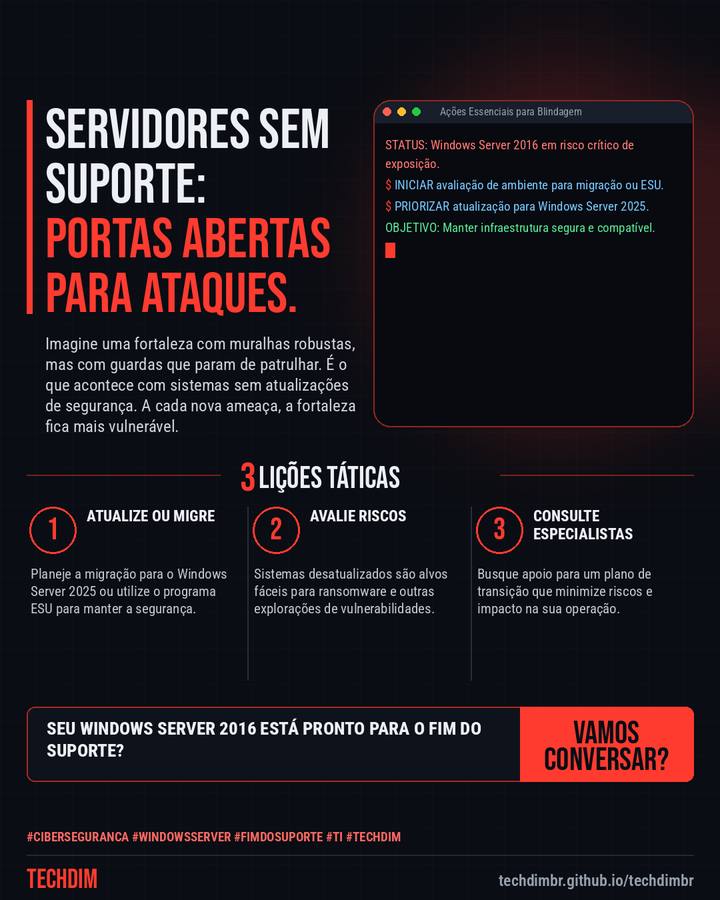 SERVIDORES SEM
SUPORTE:
PORTAS ABERTAS
PARA ATAQUES.
Imagine uma fortaleza com muralhas robustas,
mas com guardas que param de patrulhar. É o
que acontece com sistemas sem atualizações
de segurança. A cada nova ameaça, a fortaleza
fica mais vulnerável.
Ações Essenciais para Blindagem
STATUS: Windows Server 2016 em risco crítico de
exposição.
$ INICIAR avaliação de ambiente para migração ou ESU.
$ PRIORIZAR atualização para Windows Server 2025.
OBJETIVO: Manter infraestrutura segura e compatível.
3 LIÇÕES TÁTICAS
1 ATUALIZE OU MIGRE
Planeje a migração para o Windows
Server 2025 ou utilize o programa
ESU para manter a segurança.
2 AVALIE RISCOS
Sistemas desatualizados são alvos
fáceis para ransomware e outras
explorações de vulnerabilidades.
3 CONSULTE
ESPECIALISTAS
Busque apoio para um plano de
transição que minimize riscos e
impacto na sua operação.
SEU WINDOWS SERVER 2016 ESTÁ PRONTO PARA O FIM DO
SUPORTE?
VAMOS
CONVERSAR?
#CIBERSEGURANCA #WINDOWSSERVER #FIMDOSUPORTE #TI #TECHDIM
TECHDIM
techdimbr.github.io/techdimbr